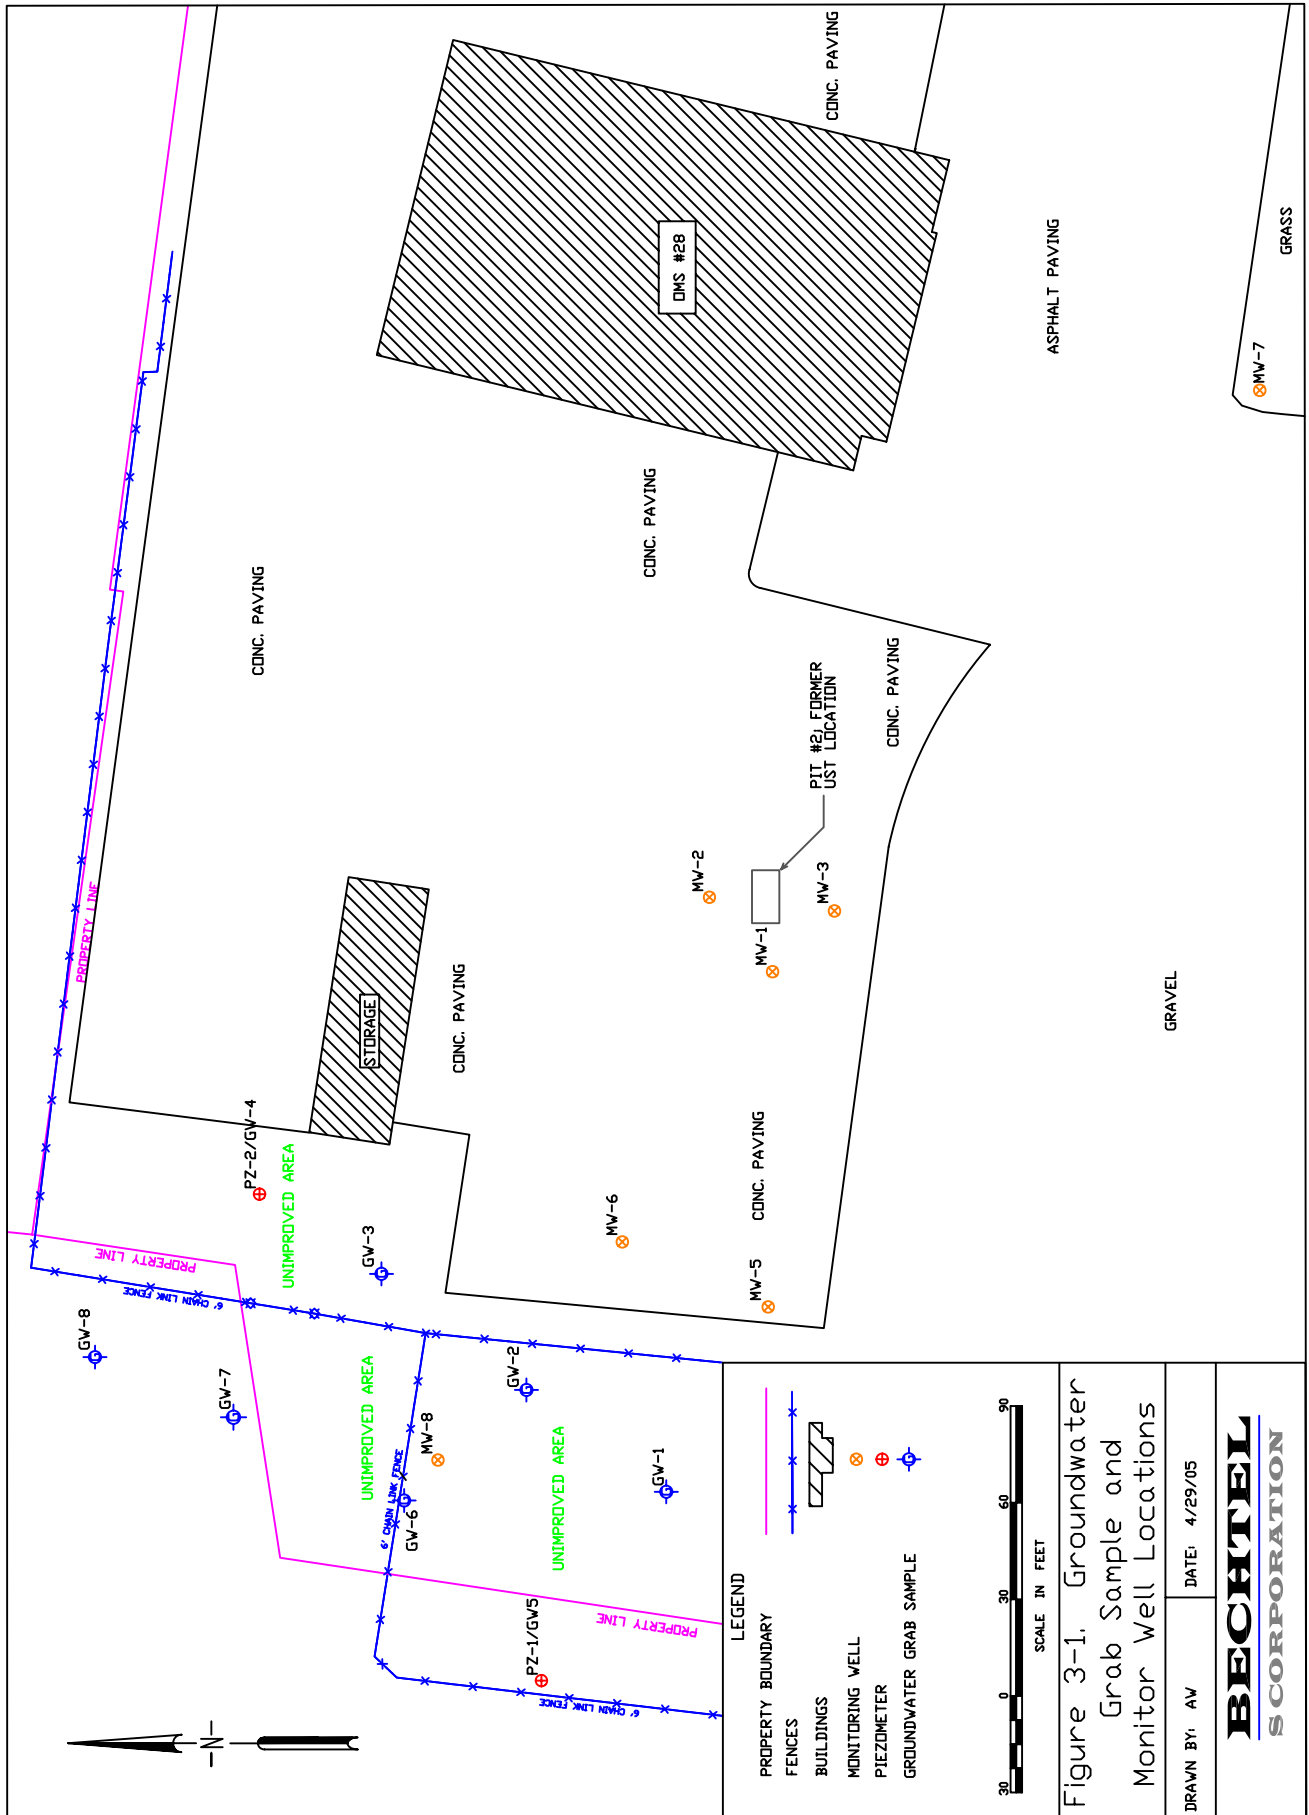 CONC. PAVING
OMS #28
CONC. PAVING
ASPHALT PAVING
GRASS
MW-7
CONC. PAVING
CONC. PAVING
PIT #2, FORMER
UST LOCATION
CONC. PAVING
PROPERTY LINE
STORAGE
CONC. PAVING
MW-2
MW-1
MW-3
GRAVEL
CONC. PAVING
PZ-2/GW-4
UNIMPROVED AREA
GW-3
MW-6
MW-5
PROPERTY LINE
6' CHAIN LINK FENCE
GW-8
GW-7
UNIMPROVED AREA
MW-8
GW-2
6' CHAIN LINK FENCE
GW-6
UNIMPROVED AREA
GW-1
PROPERTY LINE
PZ-1/GW5
6' CHAIN LINK FENCE
-N-
LEGEND
PROPERTY BOUNDARY
FENCES
BUILDINGS
MONITORING WELL
PIEZOMETER
GROUNDWATER GRAB SAMPLE
30 0 30 60 90
SCALE IN FEET
Figure 3-1. Groundwater
Grab Sample and
Monitor Well Locations
DRAWN BY: AW
DATE: 4/29/05
BECHTEL
S CORPORATION